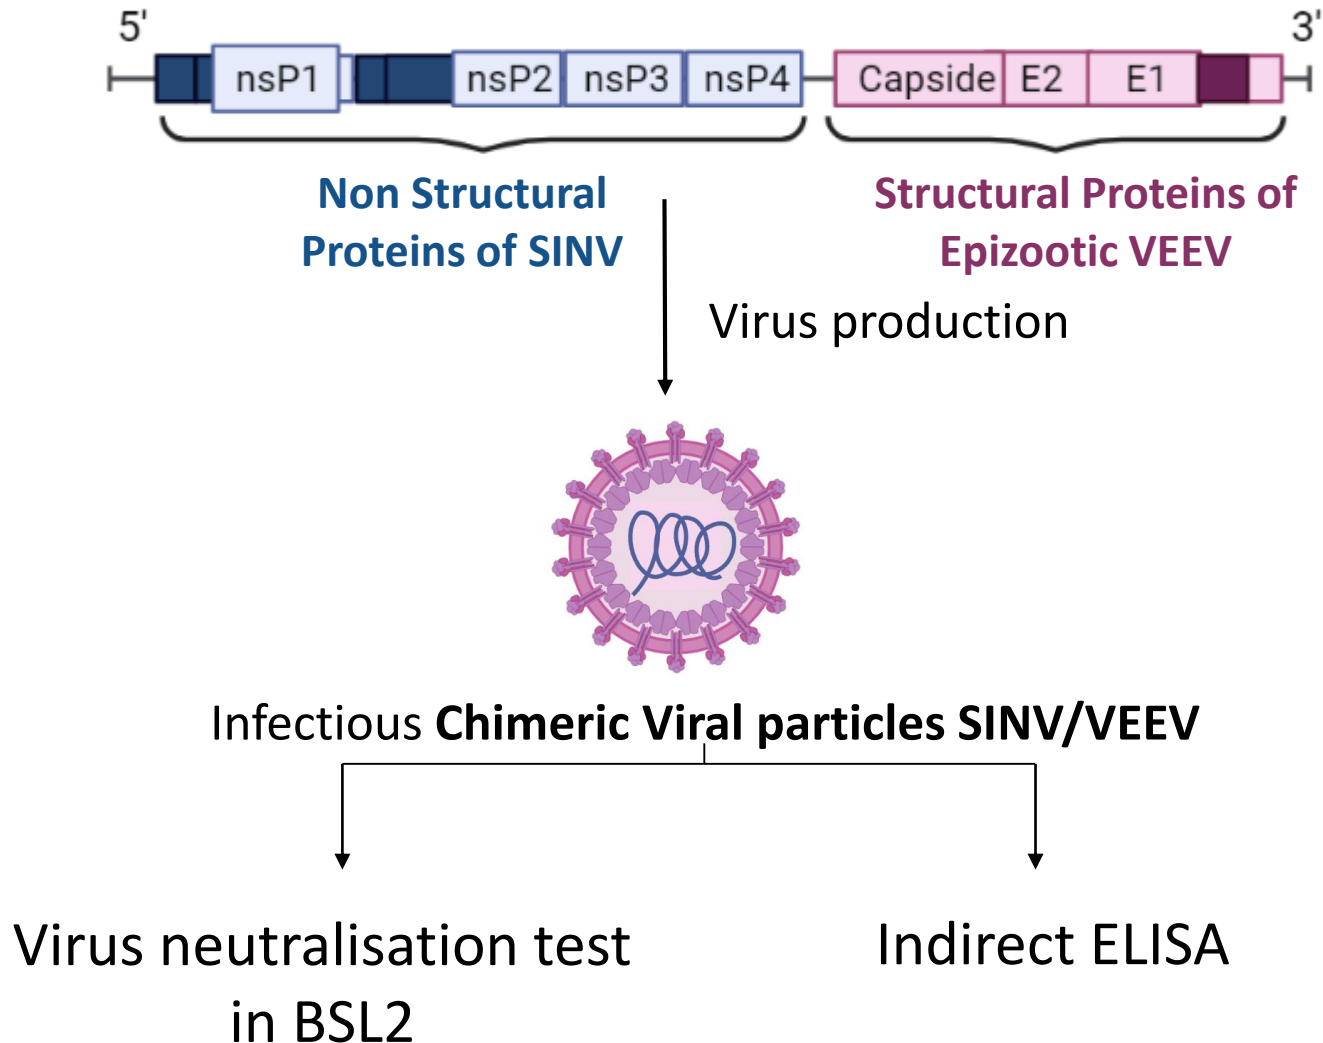 5' 3'
nsP1 nsP2 nsP3 nsP4 Capside E2 E1
Non Structural
Proteins of SINV
Structural Proteins of
Epizootic VEEV
Virus production
Infectious Chimeric Viral particles SINV/VEEV
Virus neutralisation test
in BSL2
Indirect ELISA